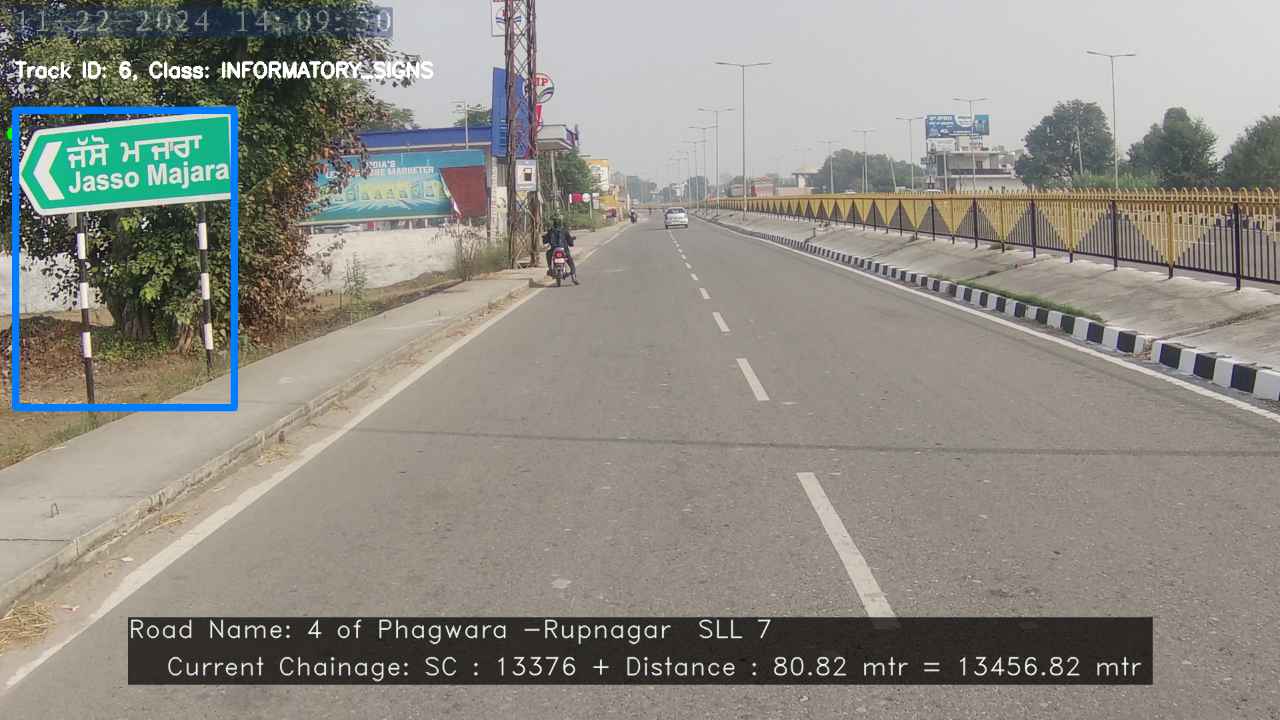 11-22-2024 14:09:50
Track ID: 6, Class: INFORMATORY_SIGNS
ਜੱਸੋ ਮਾਜਾਰਾ
Jasso Majara
HP
Road Name: 4 of Phagwara -Rupnagar SLL 7
Current Chainage: SC : 13376 + Distance : 80.82 mtr = 13456.82 mtr